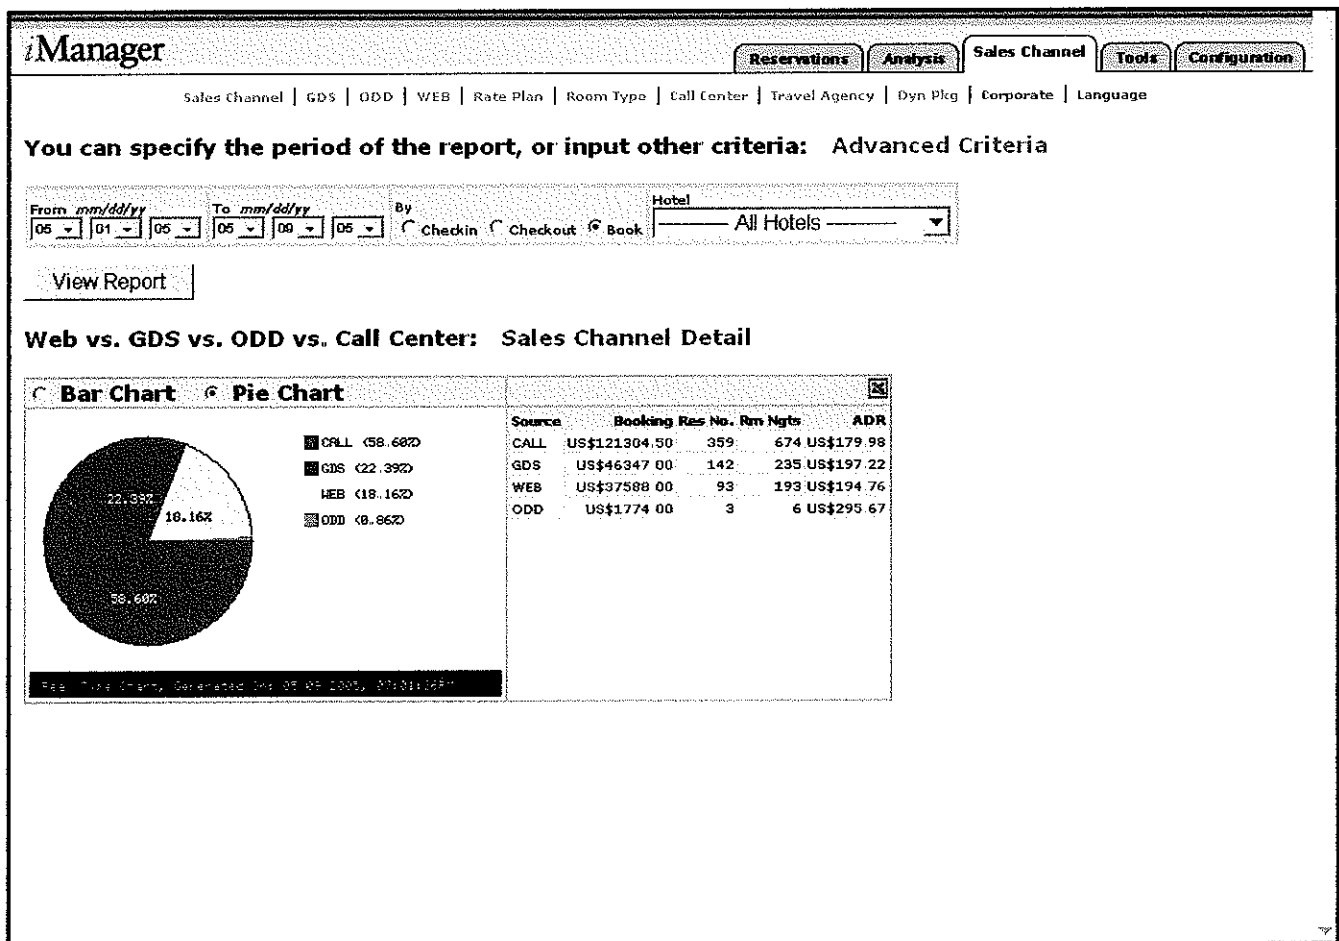 iManager
Reservations Analysis Sales Channel Tools Configuration
Sales Channel | GDS | ODD | WEB | Rate Plan | Room Type | Call Center | Travel Agency | Dyn Pkg | Corporate | Language
You can specify the period of the report, or input other criteria: Advanced Criteria
From mm/dd/yy To mm/dd/yy By Hotel
05 01 05 05 09 05 Checkin Checkout Book ——— All Hotels ———
View Report
Web vs. GDS vs. ODD vs. Call Center: Sales Channel Detail
Bar Chart Pie Chart
22.39%
18.16%
58.60%
CALL (58.60%)
GDS (22.39%)
WEB (18.16%)
ODD (0.86%)
Source Booking Res No. Rm Ngts ADR
CALL US$121304.50 359 674 US$179.98
GDS US$46347.00 142 235 US$197.22
WEB US$37588.00 93 193 US$194.76
ODD US$1774.00 3 6 US$295.67
Chart, Generated On: 05 09 2005,